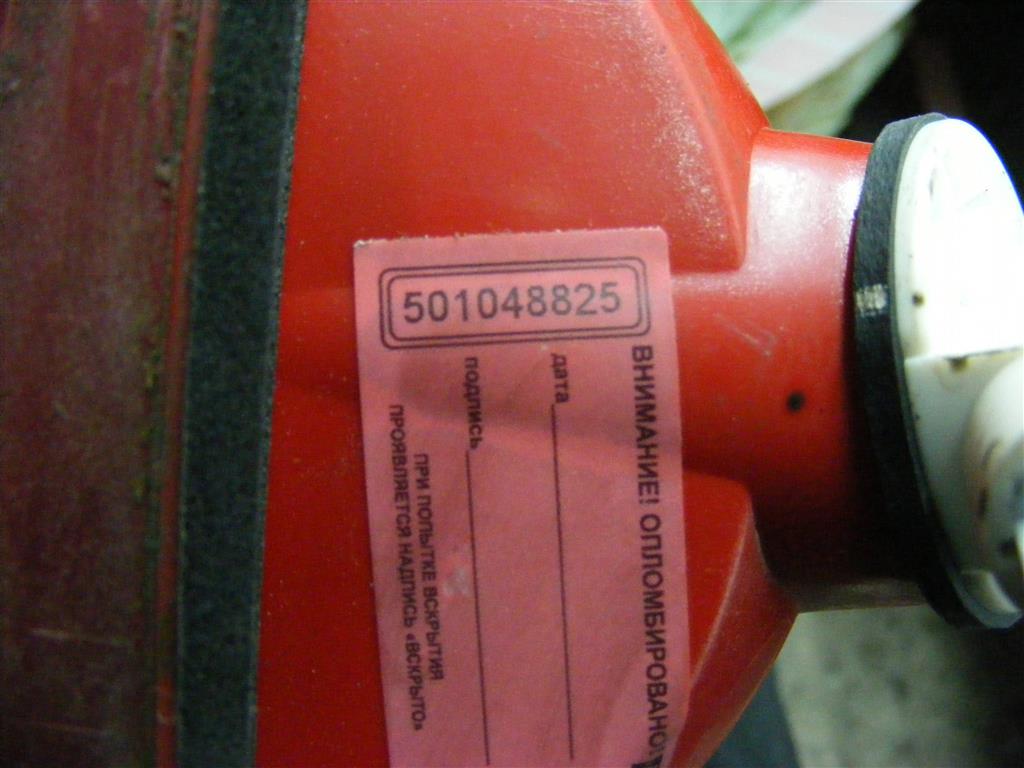 501048825
ВНИМАНИЕ! ОПЛОМБИРОВАНО!
дата
подпись
ПРИ ПОПЫТКЕ ВСКРЫТИЯ
ПРОЯВЛЯЕТСЯ НАДПИСЬ «ВСКРЫТО»